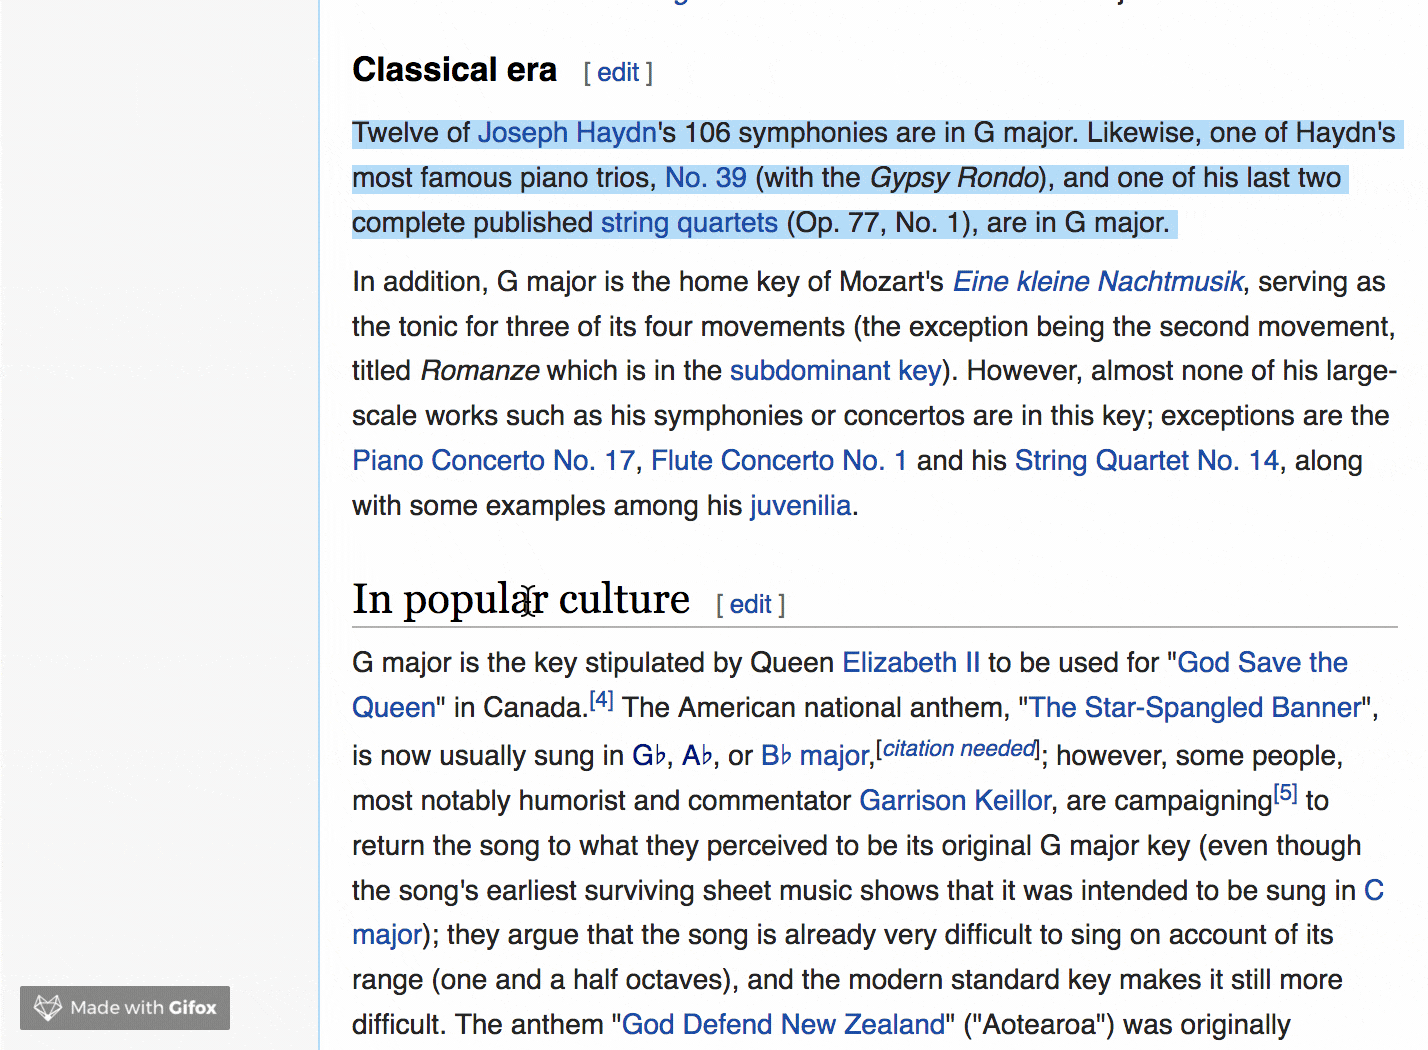 Classical era [ edit ]
Twelve of Joseph Haydn's 106 symphonies are in G major. Likewise, one of Haydn's
most famous piano trios, No. 39 (with the Gypsy Rondo), and one of his last two
complete published string quartets (Op. 77, No. 1), are in G major.
In addition, G major is the home key of Mozart's Eine kleine Nachtmusik, serving as
the tonic for three of its four movements (the exception being the second movement,
titled Romanze which is in the subdominant key). However, almost none of his large-
scale works such as his symphonies or concertos are in this key; exceptions are the
Piano Concerto No. 17, Flute Concerto No. 1 and his String Quartet No. 14, along
with some examples among his juvenilia.
In popular culture [ edit ]
G major is the key stipulated by Queen Elizabeth II to be used for "God Save the
Queen" in Canada.[4] The American national anthem, "The Star-Spangled Banner",
is now usually sung in G♭, A♭, or B♭ major,[citation needed]; however, some people,
most notably humorist and commentator Garrison Keillor, are campaigning[5] to
return the song to what they perceived to be its original G major key (even though
the song's earliest surviving sheet music shows that it was intended to be sung in C
major); they argue that the song is already very difficult to sing on account of its
range (one and a half octaves), and the modern standard key makes it still more
difficult. The anthem "God Defend New Zealand" ("Aotearoa") was originally
Made with Gifox